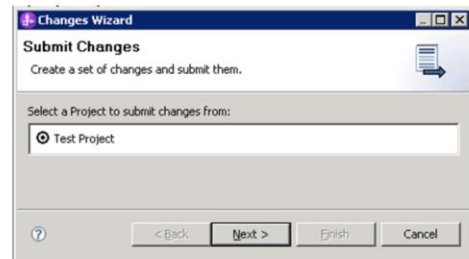 Changes Wizard
Submit Changes
Create a set of changes and submit them.
Select a Project to submit changes from:
Test Project
? < Back Next > Finish Cancel